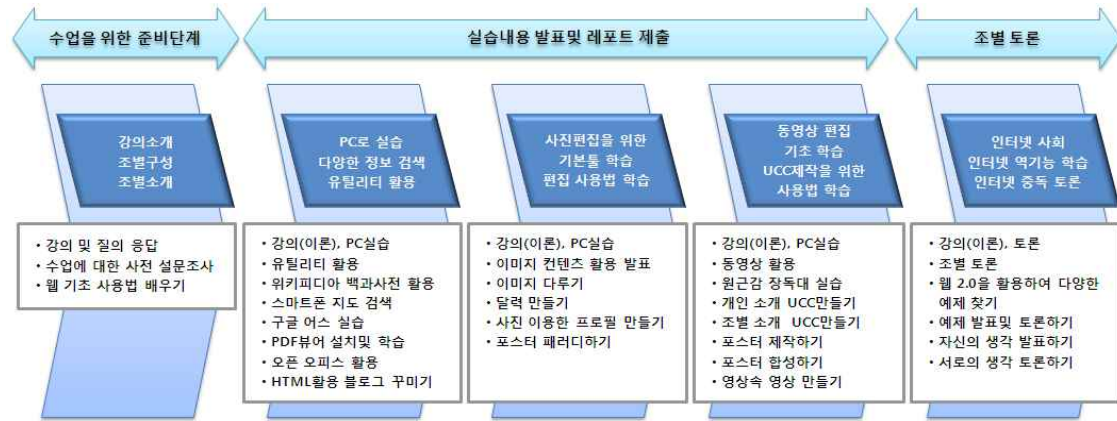 수업을 위한 준비단계
실습내용 발표및 레포트 제출
조별 토론
강의소개
조별구성
조별소개
PC로 실습
다양한 정보 검색
유틸리티 활용
사진편집을 위한
기본툴 학습
편집 사용법 학습
동영상 편집
기초 학습
UCC제작을 위한
사용법 학습
인터넷 사회
인터넷 역기능 학습
인터넷 중독 토론
• 강의 및 질의 응답
• 수업에 대한 사전 설문조사
• 웹 기초 사용법 배우기
• 강의(이론), PC실습
• 유틸리티 활용
• 위키피디아 백과사전 활용
• 스마트폰 지도 검색
• 구글 어스 실습
• PDF뷰어 설치및 학습
• 오픈 오피스 활용
• HTML활용 블로그 꾸미기
• 강의(이론), PC실습
• 이미지 컨텐츠 활용 발표
• 이미지 다루기
• 달력 만들기
• 사진 이용한 프로필 만들기
• 포스터 패러디하기
• 강의(이론), PC실습
• 동영상 활용
• 원근감 장독대 실습
• 개인 소개 UCC만들기
• 조별 소개 UCC만들기
• 포스터 제작하기
• 포스터 합성하기
• 영상속 영상 만들기
• 강의(이론), 토론
• 조별 토론
• 웹 2.0을 활용하여 다양한
예제 찾기
• 예제 발표및 토론하기
• 자신의 생각 발표하기
• 서로의 생각 토론하기